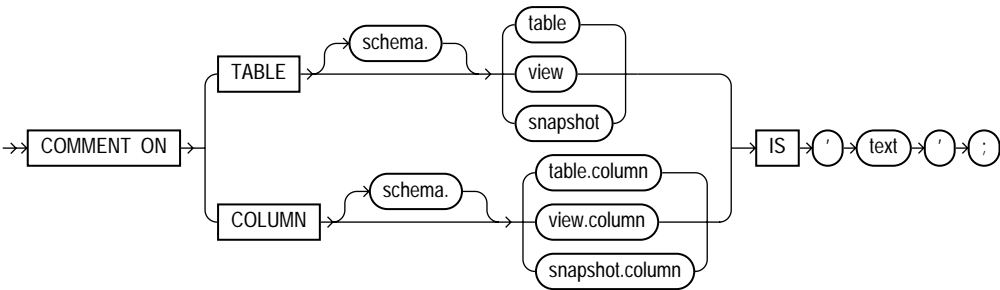 schema.
table
TABLE
view
snapshot
COMMENT ON
IS ' text ' ;
schema.
table.column
COLUMN
view.column
snapshot.column